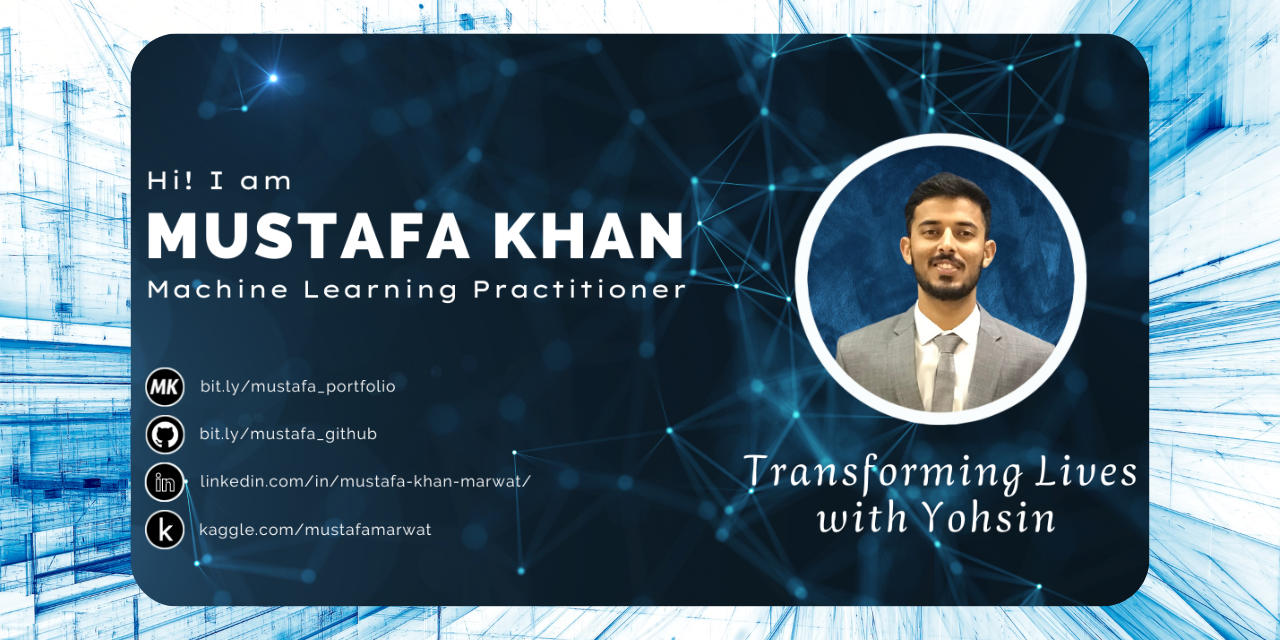 Hi! I am
MUSTAFA KHAN
Machine Learning Practitioner
MK
bit.ly/mustafa_portfolio
bit.ly/mustafa_github
in
linkedin.com/in/mustafa-khan-marwat/
k
kaggle.com/mustafamarwat
Transforming Lives
with Yohsin